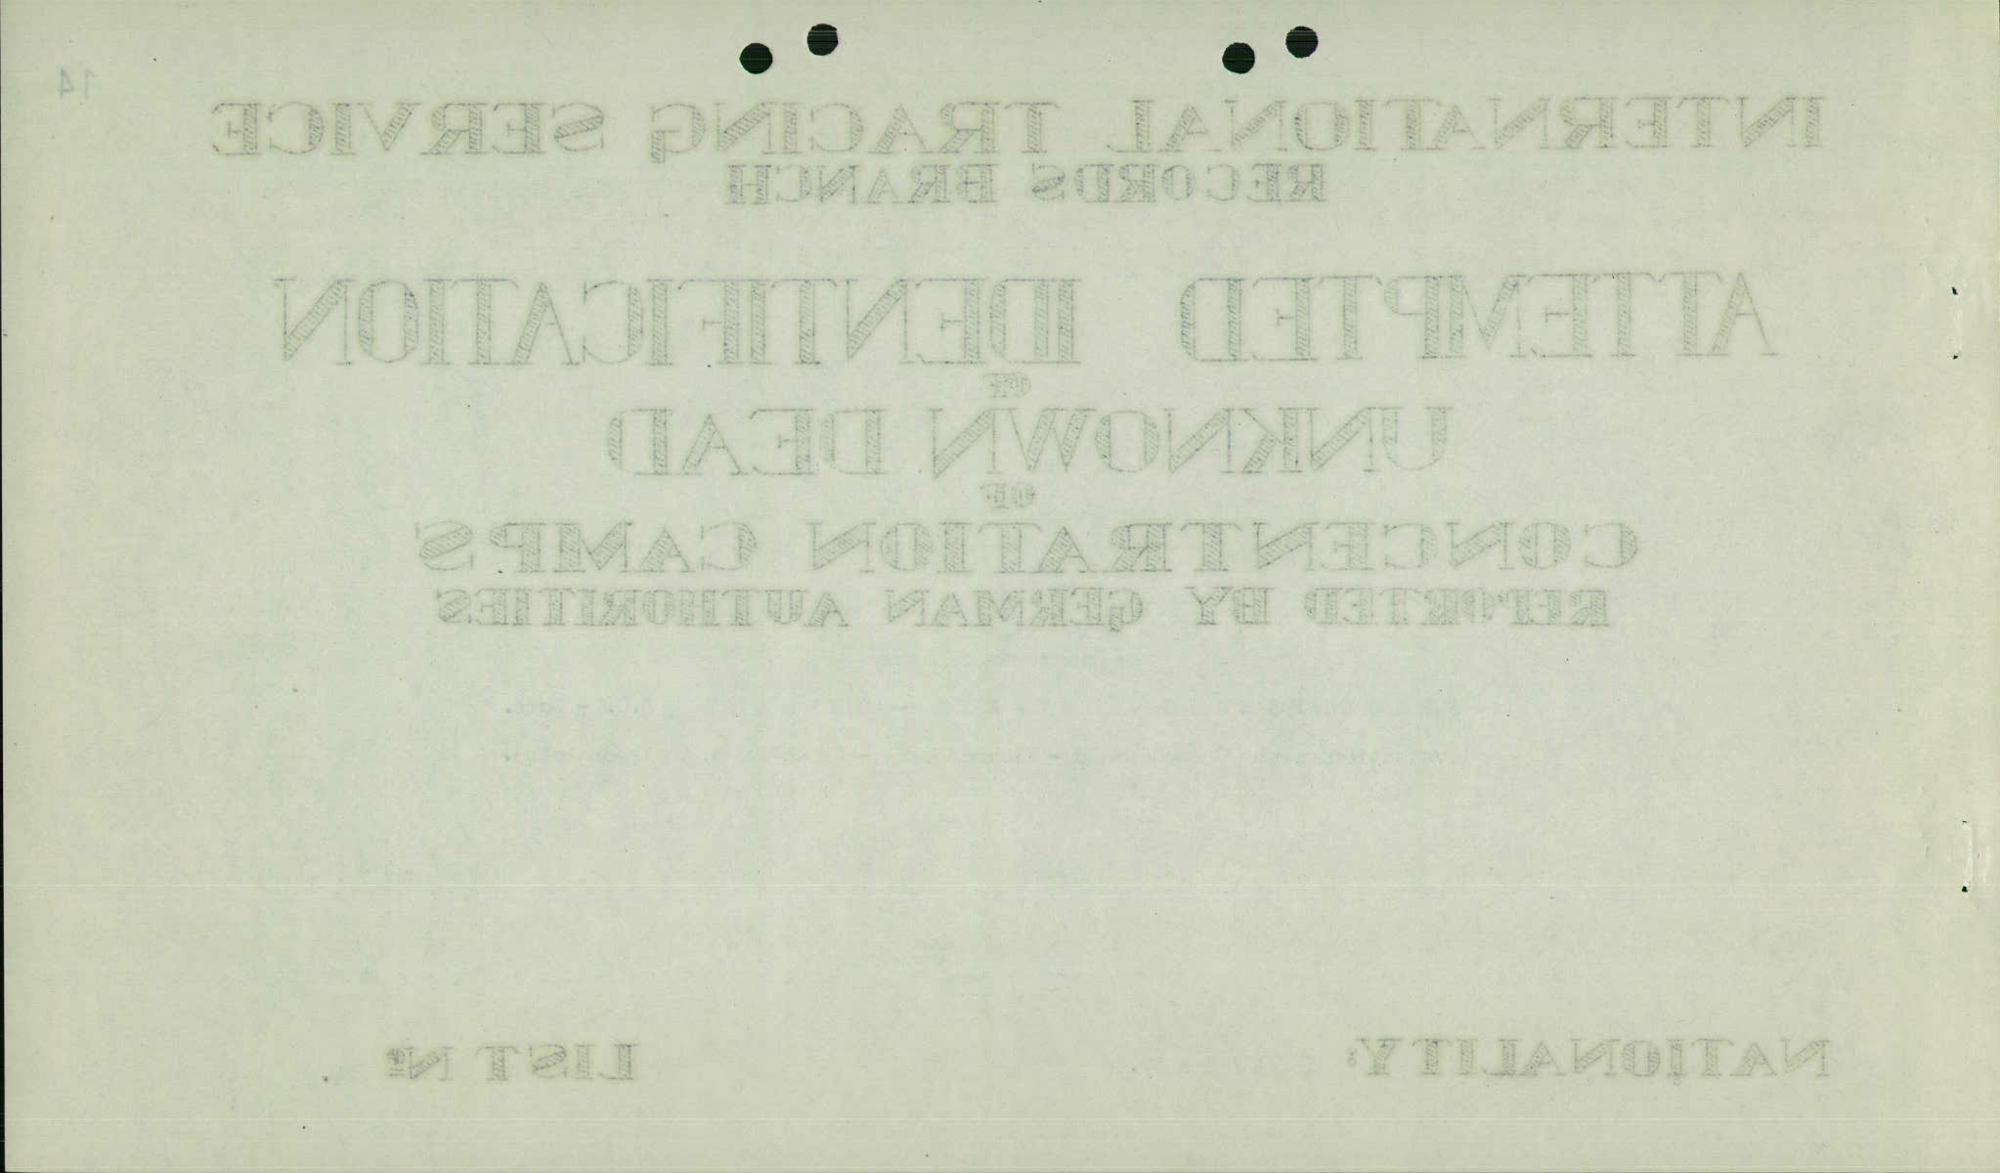 14
INTERNATIONAL TRACING SERVICE
RECORDS BRANCH
ATTEMPTED IDENTIFICATION
OF
UNKNOWN DEAD
OF
CONCENTRATION CAMPS
REPORTED BY GERMAN AUTHORITIES
NATIONALITY: LIST Nº